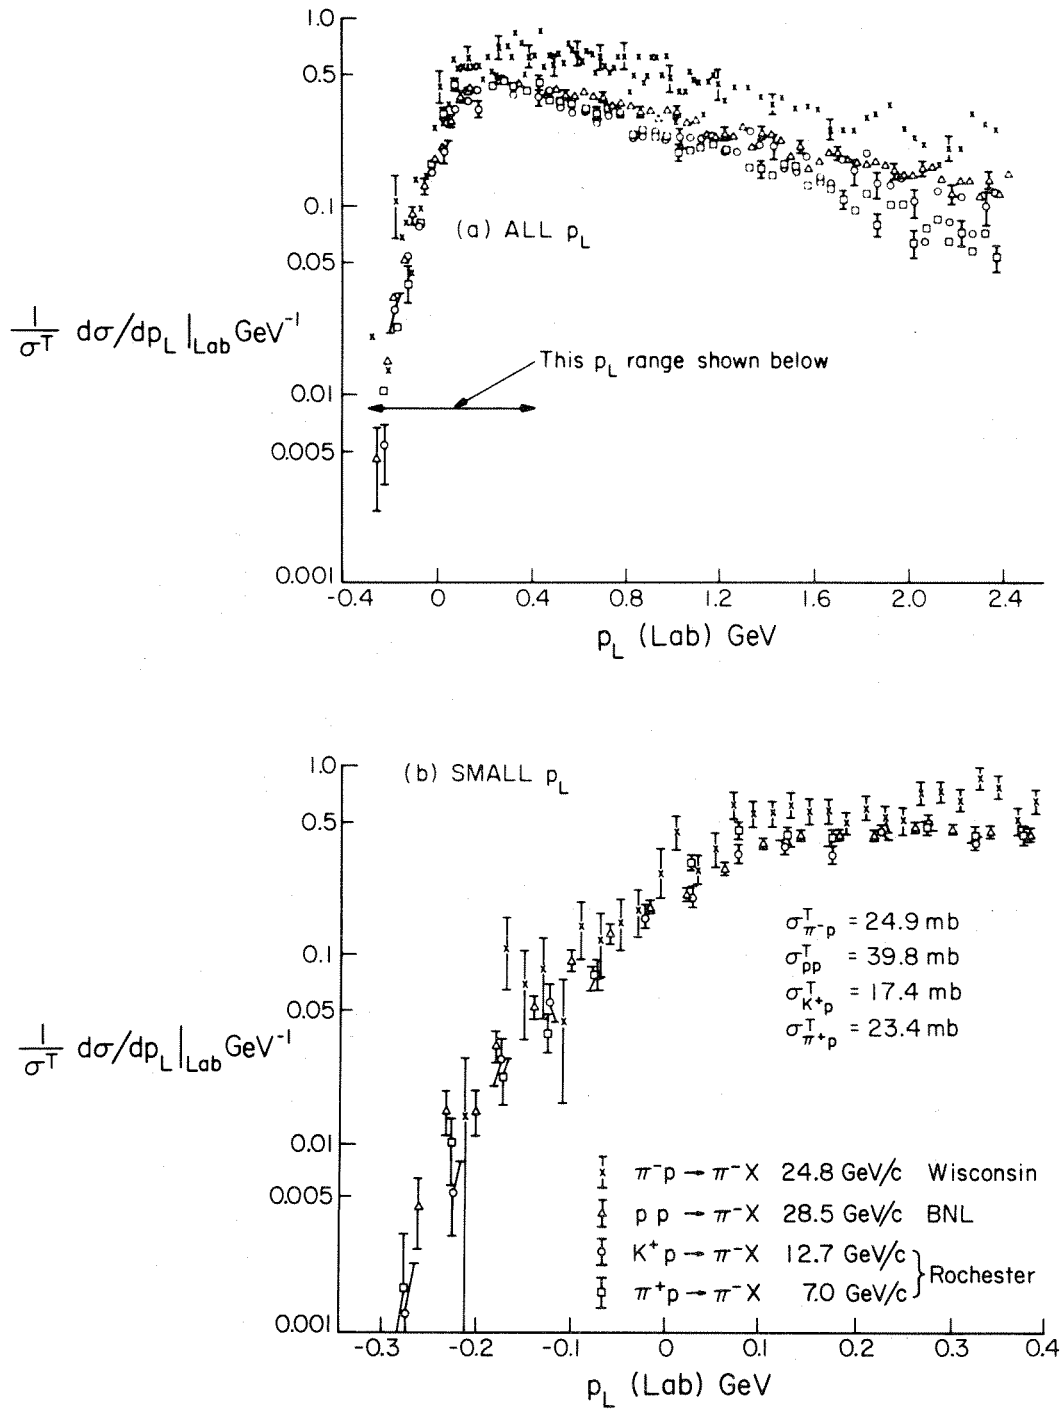 1.0
0.5
0.1
0.05
0.01
0.005
0.001
(a) ALL p_L
1/σ^T dσ/dp_L|_Lab GeV^-1
This p_L range shown below
-0.4 0 0.4 0.8 1.2 1.6 2.0 2.4
p_L (Lab) GeV
1.0
0.5
0.1
0.05
0.01
0.005
0.001
(b) SMALL p_L
σ^T_π^-p = 24.9 mb
σ^T_pp = 39.8 mb
σ^T_K^+p = 17.4 mb
σ^T_π^+p = 23.4 mb
1/σ^T dσ/dp_L|_Lab GeV^-1
π^-p → π^-X 24.8 GeV/c Wisconsin
p p → π^-X 28.5 GeV/c BNL
K^+p → π^-X 12.7 GeV/c
π^+p → π^-X 7.0 GeV/c
Rochester
-0.3 -0.2 -0.1 0 0.1 0.2 0.3 0.4
p_L (Lab) GeV